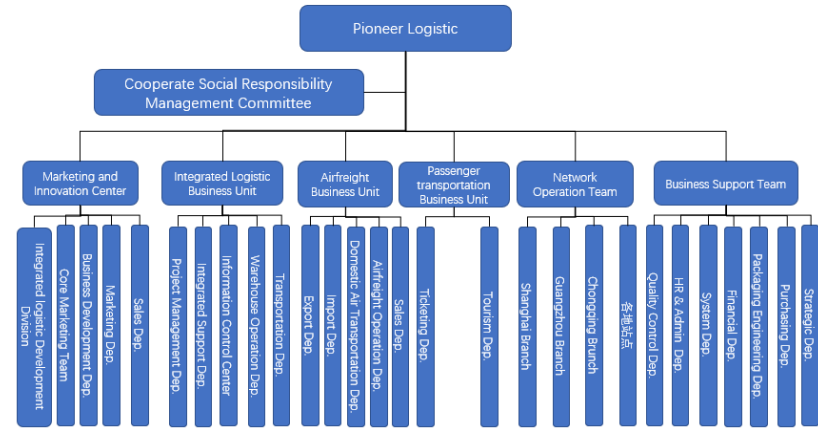 Pioneer Logistic
Cooperate Social Responsibility
Management Committee
Marketing and
Innovation Center
Integrated Logistic
Business Unit
Airfreight
Business Unit
Passenger
transportation
Business Unit
Network
Operation Team
Business Support Team
Integrated logistic Development
Division
Core Marketing Team
Business Development Dep.
Marketing Dep.
Sales Dep.
Project Management Dep.
Integrated Support Dep.
Information Control Center
Warehouse Operation Dep.
Transportation Dep.
Export Dep.
Import Dep.
Domestic Air Transportation Dep.
Airfreight Operation Dep.
Sales Dep.
Ticketing Dep.
Tourism Dep.
Shanghai Branch
Guangzhou Branch
Chongqing Brunch
各地站点
Quality Control Dep.
HR & Admin Dep.
System Dep.
Financial Dep.
Packaging Engineering Dep.
Purchasing Dep.
Strategic Dep.